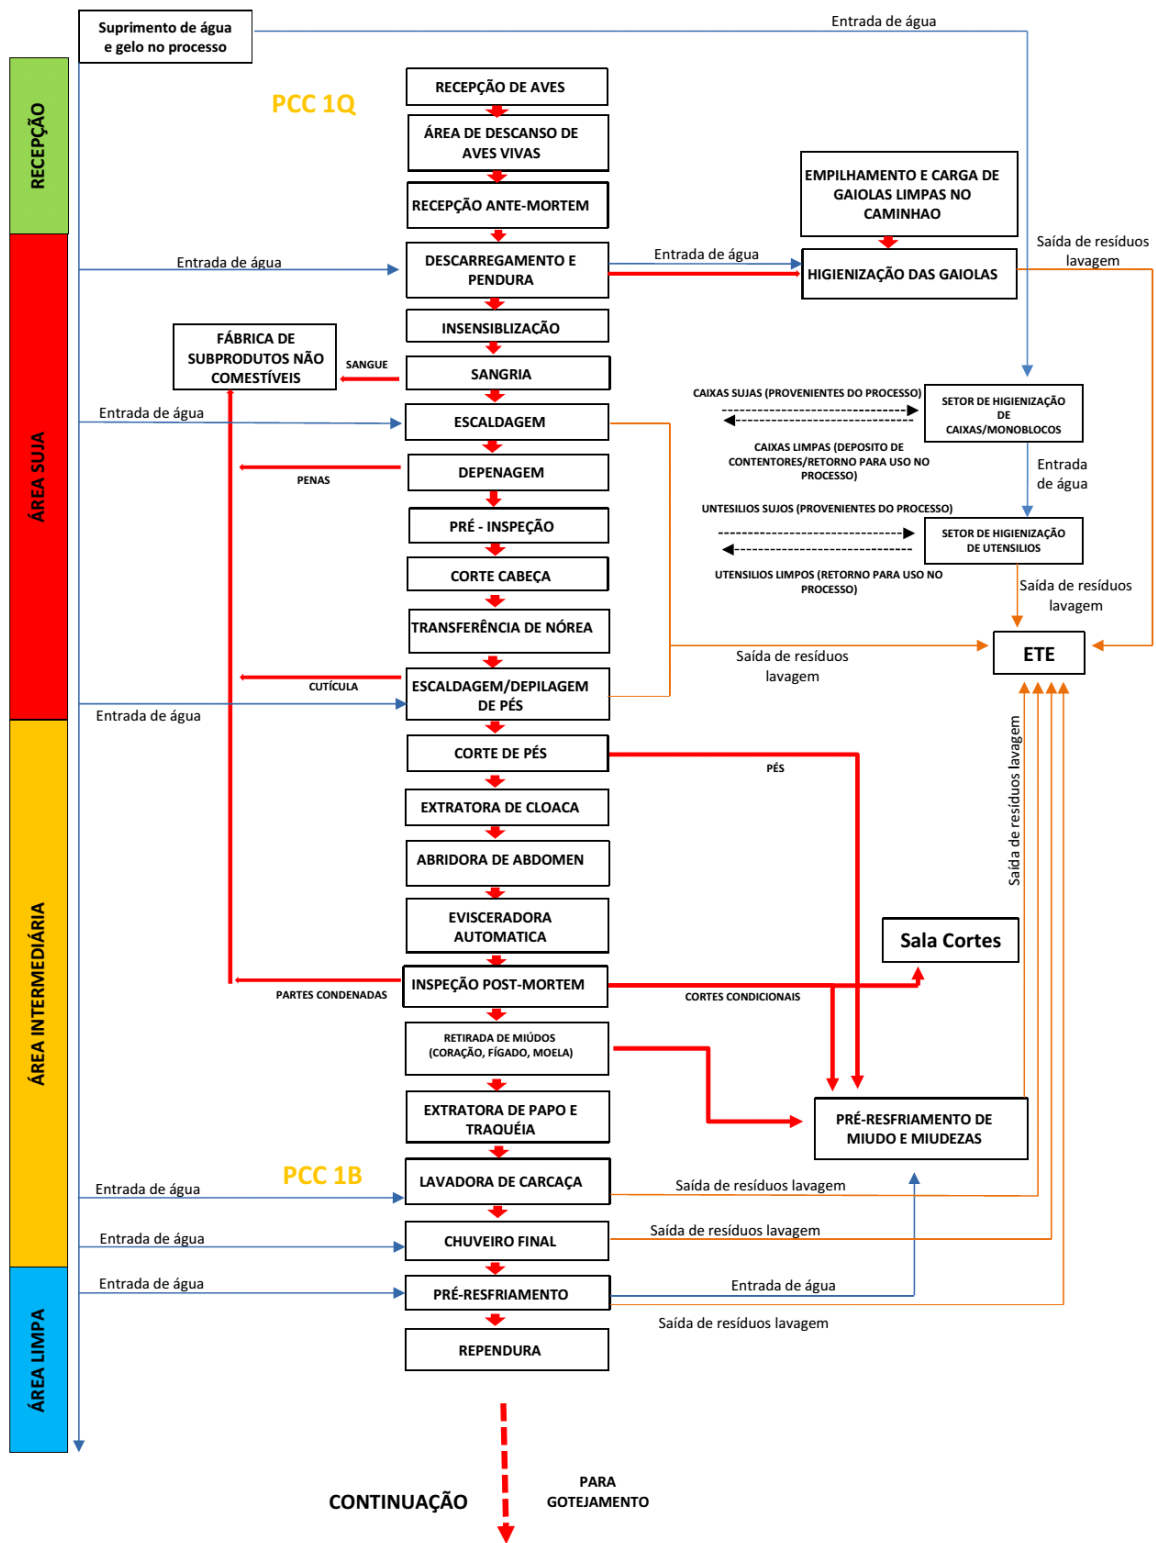 Suprimento de água
e gelo no processo
Entrada de água
RECEPÇÃO
PCC 1Q
RECEPÇÃO DE AVES
ÁREA DE DESCANSO DE
AVES VIVAS
RECEPÇÃO ANTE-MORTEM
EMPILHAMENTO E CARGA DE
GAIOLAS LIMPAS NO
CAMINHAO
ÁREA SUJA
Entrada de água
DESCARREGAMENTO E
PENDURA
Entrada de água
HIGIENIZAÇÃO DAS GAIOLAS
Saída de resíduos
lavagem
INSENSIBLIZAÇÃO
FÁBRICA DE
SUBPRODUTOS NÃO
COMESTÍVEIS
SANGUE
SANGRIA
Entrada de água
ESCALDAGEM
CAIXAS SUJAS (PROVENIENTES DO PROCESSO)
CAIXAS LIMPAS (DEPOSITO DE
CONTENTORES/RETORNO PARA USO NO
PROCESSO)
SETOR DE HIGIENIZAÇÃO
DE
CAIXAS/MONOBLOCOS
Entrada
de água
PENAS
DEPENAGEM
PRÉ - INSPEÇÃO
UNTESILIOS SUJOS (PROVENIENTES DO PROCESSO)
UTENSILIOS LIMPOS (RETORNO PARA USO NO
PROCESSO)
SETOR DE HIGIENIZAÇÃO
DE UTENSILIOS
Saída de resíduos
lavagem
CORTE CABEÇA
TRANSFERÊNCIA DE NÓREA
Saída de resíduos
lavagem
ETE
CUTÍCULA
ESCALDAGEM/DEPILAGEM
DE PÉS
Entrada de água
ÁREA INTERMEDIÁRIA
CORTE DE PÉS
PÉS
Saída de resíduos lavagem
EXTRATORA DE CLOACA
ABRIDORA DE ABDOMEN
EVISCERADORA
AUTOMATICA
Sala Cortes
PARTES CONDENADAS
INSPEÇÃO POST-MORTEM
CORTES CONDICIONAIS
RETIRADA DE MIÚDOS
(CORAÇÃO, FÍGADO, MOELA)
EXTRATORA DE PAPO E
TRAQUÉIA
PRÉ-RESFRIAMENTO DE
MIUDO E MIUDEZAS
PCC 1B
Entrada de água
LAVADORA DE CARCAÇA
Saída de resíduos lavagem
Entrada de água
CHUVEIRO FINAL
Saída de resíduos lavagem
ÁREA LIMPA
Entrada de água
PRÉ-RESFRIAMENTO
Entrada de água
Saída de resíduos lavagem
REPENDURA
CONTINUAÇÃO
PARA
GOTEJAMENTO